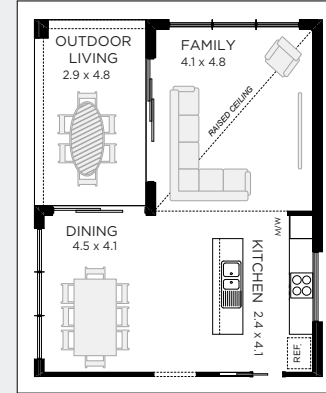 OUTDOOR
LIVING
2.9 x 4.8
FAMILY
4.1 x 4.8
RAISED CEILING
DINING
4.5 x 4.1
M/W
KITCHEN 2.4 x 4.1
REF.